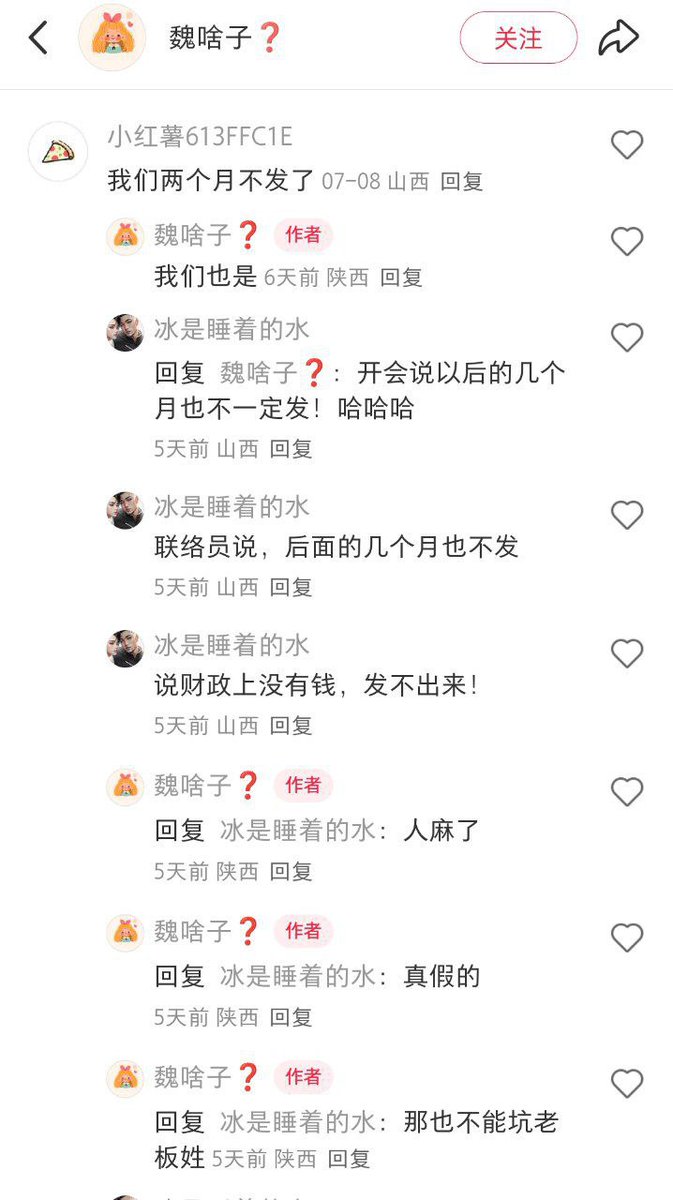 魏啥子❓
关注
小红薯613FFC1E
我们两个月不发了 07-08 山西 回复
魏啥子❓ 作者
我们也是 6天前 陕西 回复
冰是睡着的水
回复 魏啥子❓: 开会说以后的几个
月也不一定发! 哈哈哈
5天前 山西 回复
冰是睡着的水
联络员说，后面的几个月也不发
5天前 山西 回复
冰是睡着的水
说财政上没有钱，发不出来!
5天前 山西 回复
魏啥子❓ 作者
回复 冰是睡着的水: 人麻了
5天前 陕西 回复
魏啥子❓ 作者
回复 冰是睡着的水: 真假的
5天前 陕西 回复
魏啥子❓ 作者
回复 冰是睡着的水: 那也不能坑老
板姓 5天前 陕西 回复